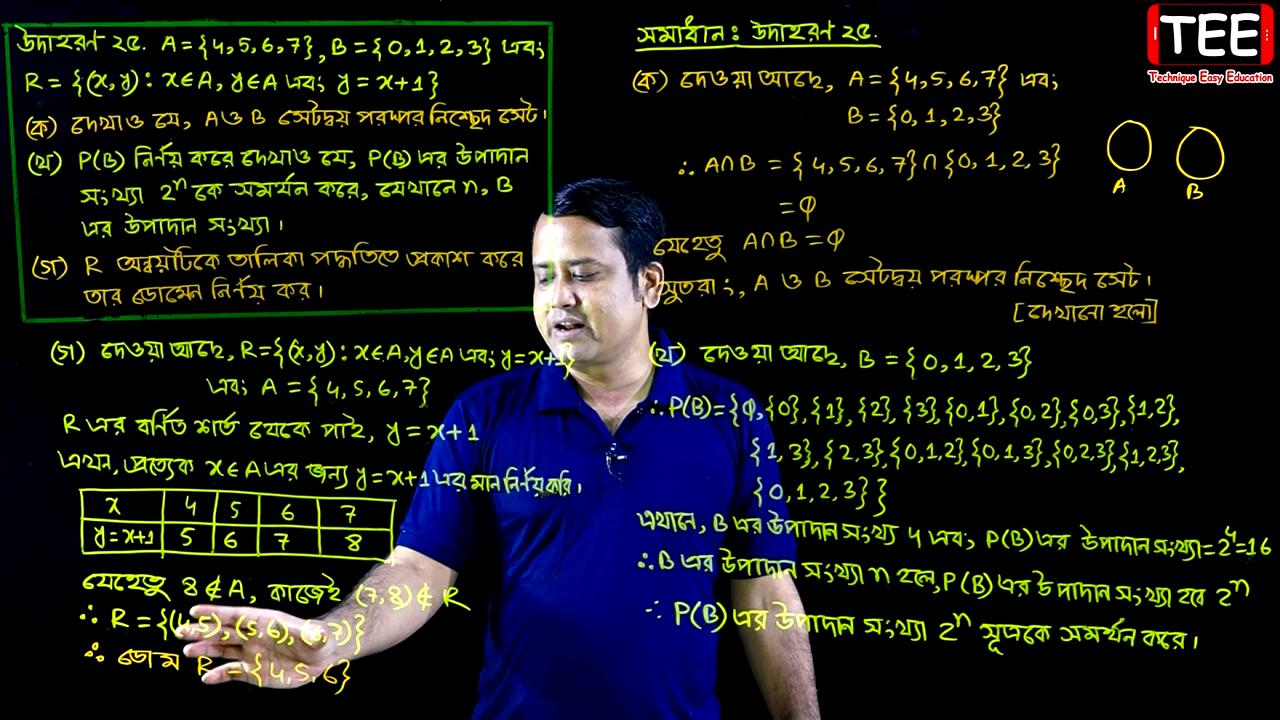 উদাহরণ ২৫. A = {4, 5, 6, 7}, B = {0, 1, 2, 3} এবং
R = {(x, y) : x∈A, y∈A এবং y = x+1}
(ক) দেখাও যে, A ও B সেটদ্বয় পরস্পর নিশ্ছেদ সেট।
(খ) P(B) নির্ণয় করে দেখাও যে, P(B) এর উপাদান
সংখ্যা 2ⁿ কে সমর্থন করে, যেখানে n, B
এর উপাদান সংখ্যা।
(গ) R অন্বয়টিকে তালিকা পদ্ধতিতে প্রকাশ করে
তার ডোমেন নির্ণয় কর।
(গ) দেওয়া আছে, R = {(x, y) : x∈A, y∈A এবং y = x+1}
এবং A = {4, 5, 6, 7}
R এর বর্ণিত শর্ত থেকে পাই, y = x+1
এখন, প্রত্যেক x∈A এর জন্য y = x+1 এর মান নির্ণয় করি।
x 4 5 6 7
y = x+1 5 6 7 8
যেহেতু 8 ∉ A, কাজেই (7, 8) ∉ R
∴ R = {(4,5), (5,6), (6,7)}
∴ ডোম R = {4, 5, 6}
সমাধান : উদাহরণ ২৫.
(ক) দেওয়া আছে, A = {4, 5, 6, 7} এবং
B = {0, 1, 2, 3}
∴ A∩B = {4, 5, 6, 7} ∩ {0, 1, 2, 3}
= φ
যেহেতু A∩B = φ
সুতরাং, A ও B সেটদ্বয় পরস্পর নিশ্ছেদ সেট।
[দেখানো হলো]
A B
(খ) দেওয়া আছে, B = {0, 1, 2, 3}
∴ P(B) = {φ, {0}, {1}, {2}, {3}, {0, 1}, {0, 2}, {0, 3}, {1, 2},
{1, 3}, {2, 3}, {0, 1, 2}, {0, 1, 3}, {0, 2, 3}, {1, 2, 3},
{0, 1, 2, 3}}
এখানে, B এর উপাদান সংখ্য 4 এবং P(B) এর উপাদান সংখ্যা = 2⁴ = 16
∴ B এর উপাদান সংখ্যা n হলে, P(B) এর উপাদান সংখ্যা হবে 2ⁿ
∴ P(B) এর উপাদান সংখ্যা 2ⁿ সূত্রকে সমর্থন করে।
TEE
Technique Easy Education